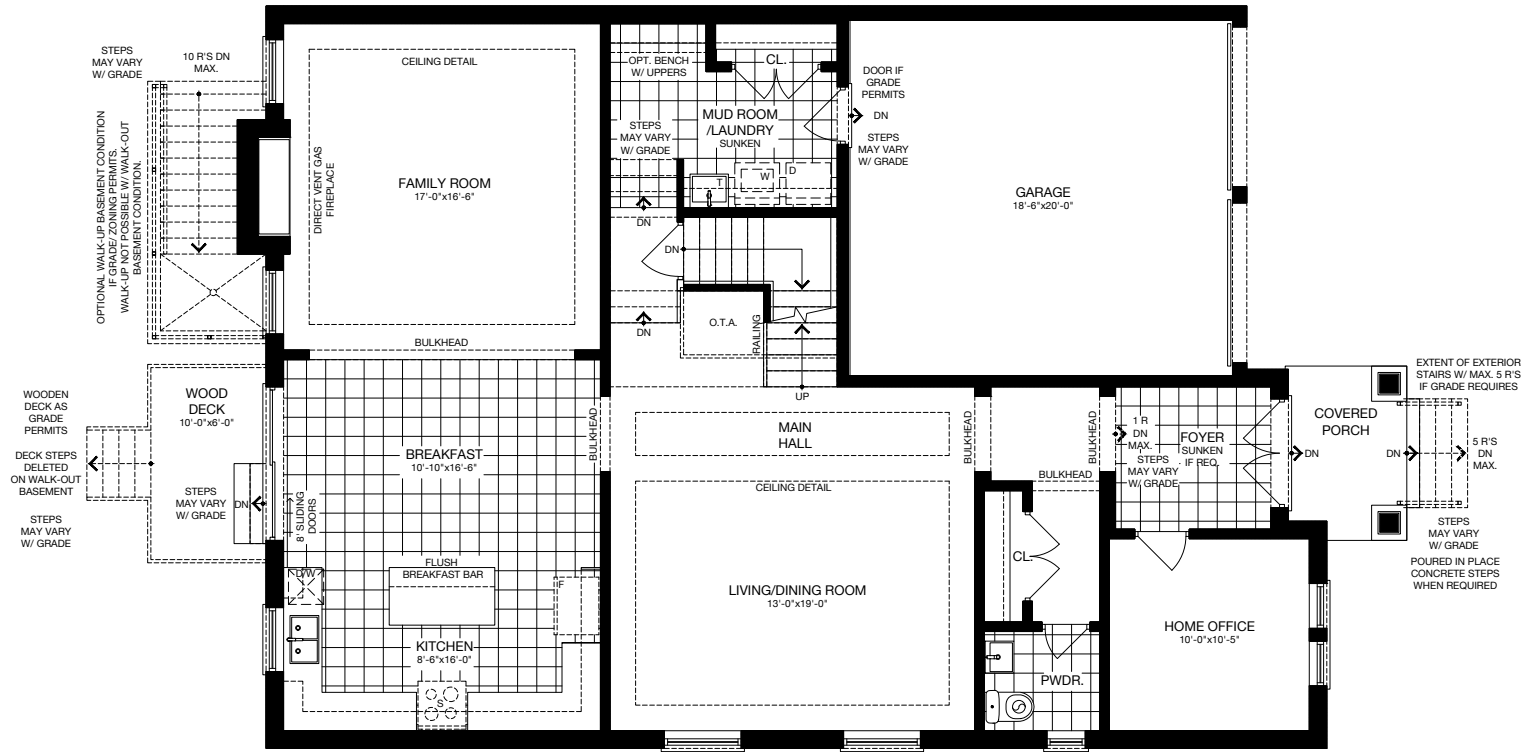 STEPS
MAY VARY
W/ GRADE
10 R'S DN
MAX.
OPTIONAL WALK-UP BASEMENT CONDITION
IF GRADE/ ZONING PERMITS.
WALK-UP NOT POSSIBLE W/ WALK-OUT
BASEMENT CONDITION.
CEILING DETAIL
DIRECT VENT GAS
FIREPLACE
FAMILY ROOM
17'-0"x16'-6"
BULKHEAD
OPT. BENCH
W/ UPPERS
CL.
MUD ROOM
/LAUNDRY
SUNKEN
STEPS
MAY VARY
W/ GRADE
T
W
D
DOOR IF
GRADE
PERMITS
DN
STEPS
MAY VARY
W/ GRADE
GARAGE
18'-6"x20'-0"
DN
DN
DN
O.T.A.
RAILING
UP
WOODEN
DECK AS
GRADE
PERMITS
DECK STEPS
DELETED
ON WALK-OUT
BASEMENT
STEPS
MAY VARY
W/ GRADE
WOOD
DECK
10'-0"x6'-0"
STEPS
MAY VARY
W/ GRADE
DN
8' SLIDING
DOORS
BREAKFAST
10'-10"x16'-6"
BULKHEAD
FLUSH
BREAKFAST BAR
D/W
F
KITCHEN
8'-6"x16'-0"
S
MAIN
HALL
CEILING DETAIL
LIVING/DINING ROOM
13'-0"x19'-0"
BULKHEAD
BULKHEAD
BULKHEAD
CL.
PWDR.
1 R
DN
MAX.
STEPS
MAY VARY
W/ GRADE
FOYER
SUNKEN
IF REQ.
DN
COVERED
PORCH
DN
EXTENT OF EXTERIOR
STAIRS W/ MAX. 5 R'S
IF GRADE REQUIRES
5 R'S
DN
MAX.
STEPS
MAY VARY
W/ GRADE
POURED IN PLACE
CONCRETE STEPS
WHEN REQUIRED
HOME OFFICE
10'-0"x10'-5"